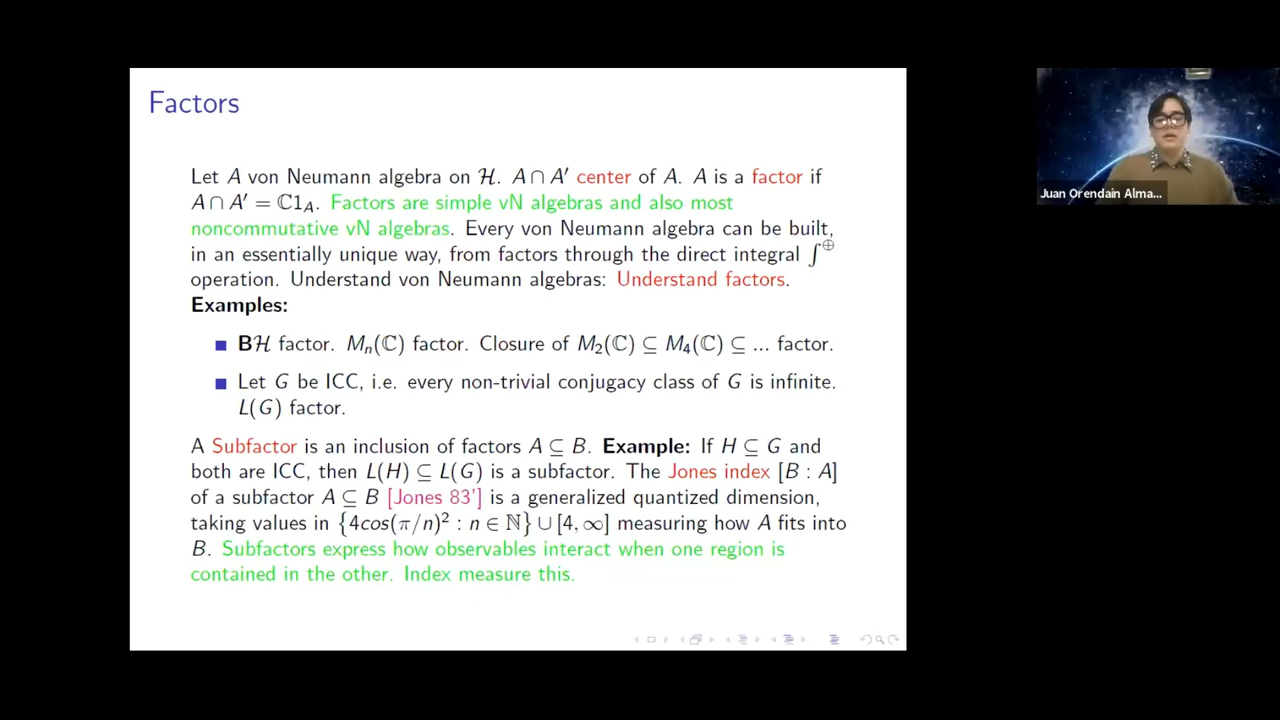 Factors
Let A von Neumann algebra on ℋ. A ∩ A′ center of A. A is a factor if
A ∩ A′ = ℂ1_A. Factors are simple vN algebras and also most
noncommutative vN algebras. Every von Neumann algebra can be built,
in an essentially unique way, from factors through the direct integral ∫^⊕
operation. Understand von Neumann algebras: Understand factors.
Examples:
Bℋ factor. M_n(ℂ) factor. Closure of M_2(ℂ) ⊆ M_4(ℂ) ⊆ ... factor.
Let G be ICC, i.e. every non-trivial conjugacy class of G is infinite.
L(G) factor.
A Subfactor is an inclusion of factors A ⊆ B. Example: If H ⊆ G and
both are ICC, then L(H) ⊆ L(G) is a subfactor. The Jones index [B : A]
of a subfactor A ⊆ B [Jones 83'] is a generalized quantized dimension,
taking values in {4cos(π/n)² : n ∈ ℕ} ∪ [4, ∞] measuring how A fits into
B. Subfactors express how observables interact when one region is
contained in the other. Index measure this.
Juan Orendain Alma...